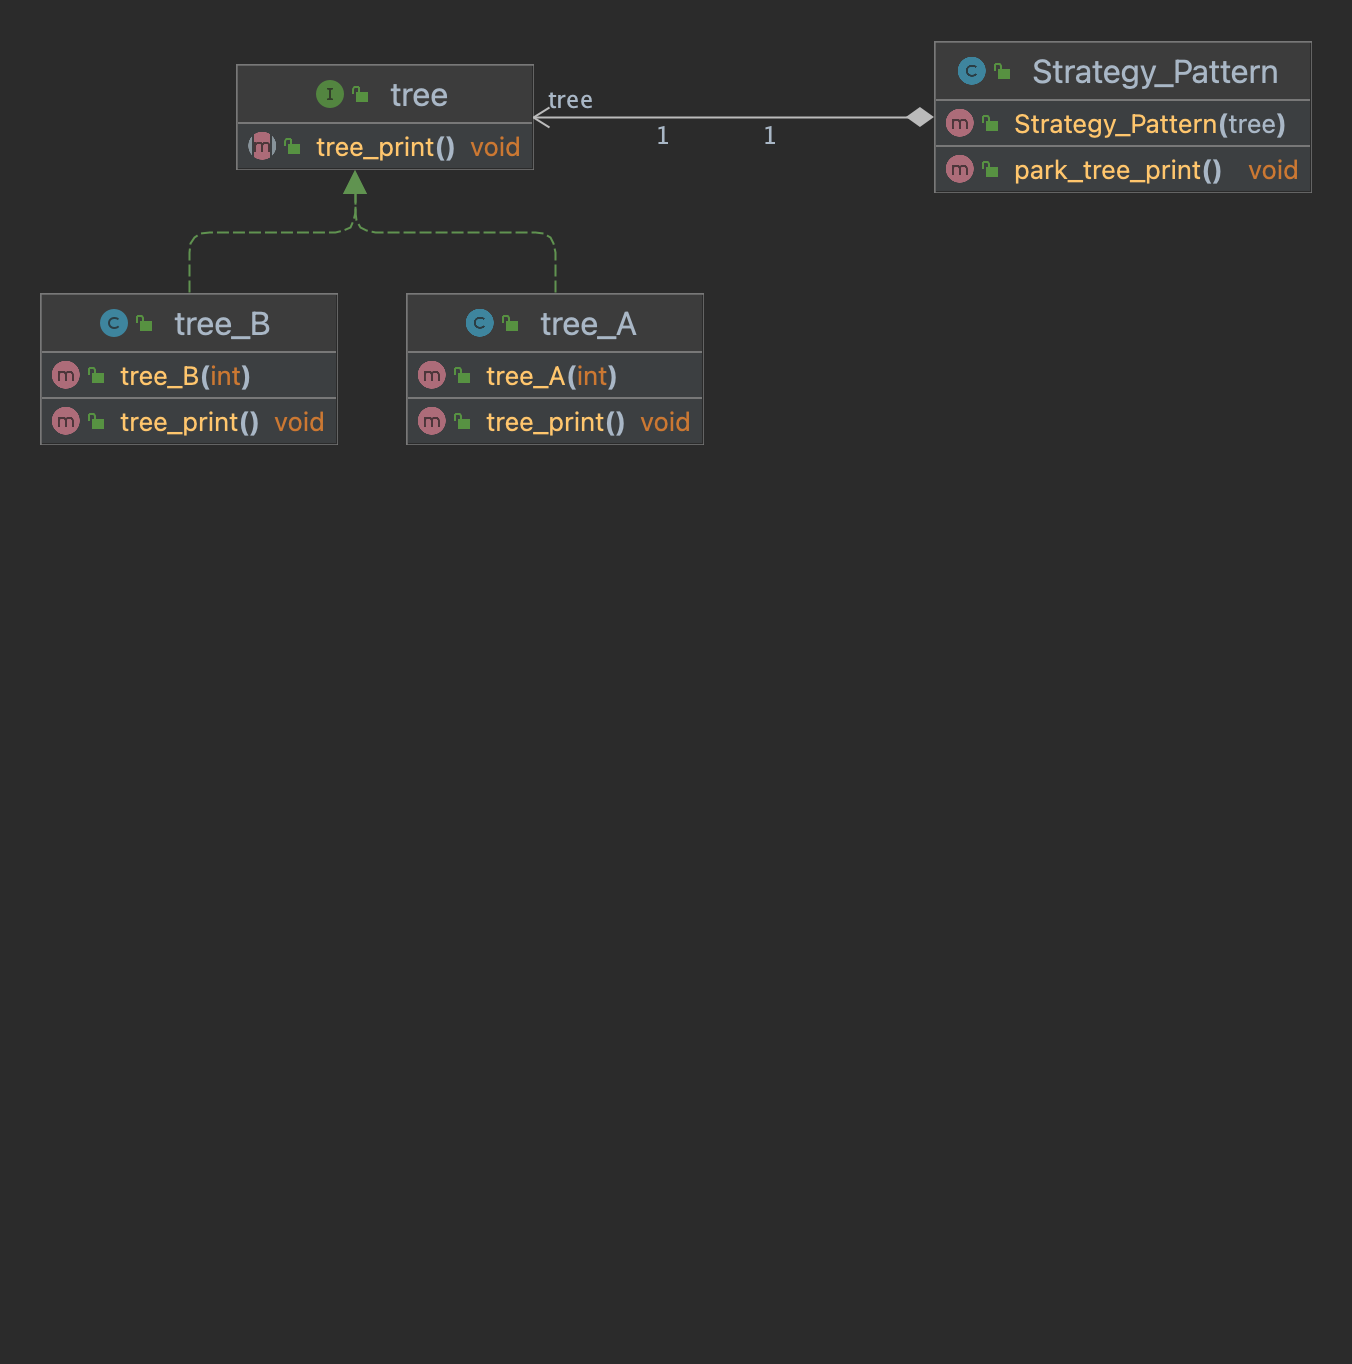 I tree
m tree_print() void
tree
1 1
C Strategy_Pattern
m Strategy_Pattern(tree)
m park_tree_print() void
C tree_B
m tree_B(int)
m tree_print() void
C tree_A
m tree_A(int)
m tree_print() void